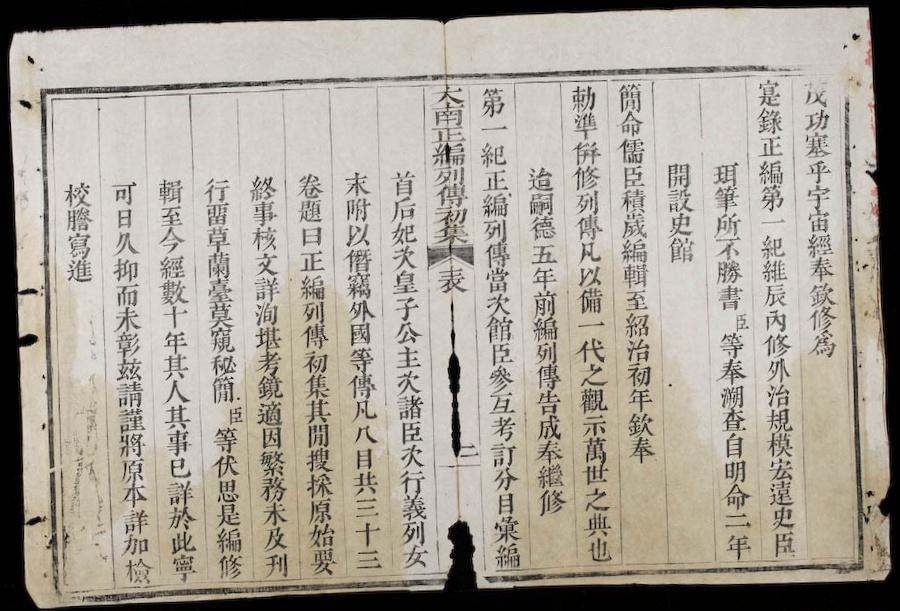 茂功塞乎宇宙經奉欽修為
寔錄正編第一紀維辰內修外治規模宏遠史臣
珥筆所不勝書臣等奉溯查自明命二年
開設史館
簡命儒臣積歲編輯至紹治初年欽奉
勅準併修列傳凡以備一代之觀示萬世之典也
迨嗣德五年前編列傳告成奉繼修
第一紀正編列傳當次館臣參互考訂分目彙編
大南正編列傳初集 表 二
首后妃次皇子公主次諸臣次行義列女
末附以僭竊外國等傳凡八目共三十三
卷題曰正編列傳初集其閒搜採原始要
終事核文詳洵堪考鏡適因繁務未及刊
行留草蘭臺莫窺秘簡臣等伏思是編修
輯至今經數十年其人其事已詳於此寧
可日久抑而未彰玆請謹將原本詳加檢
校謄寫進